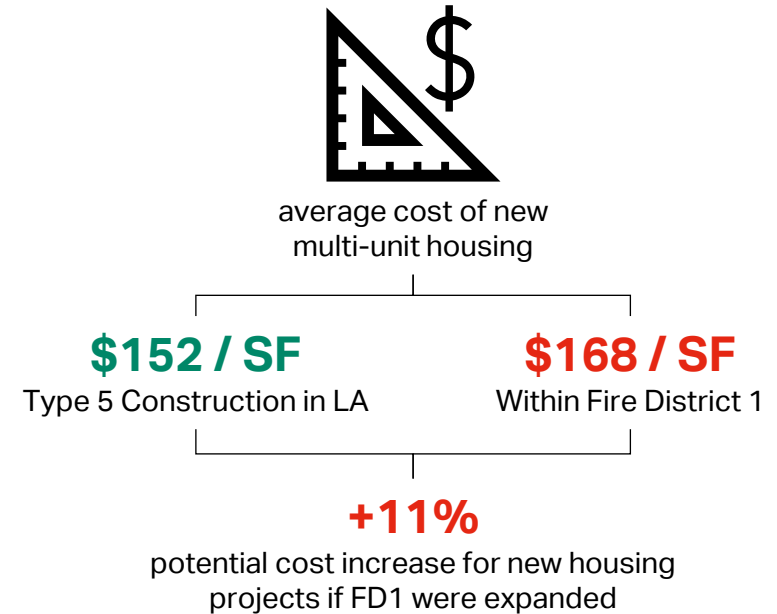 $
average cost of new
multi-unit housing
$152 / SF
Type 5 Construction in LA
$168 / SF
Within Fire District 1
+11%
potential cost increase for new housing
projects if FD1 were expanded